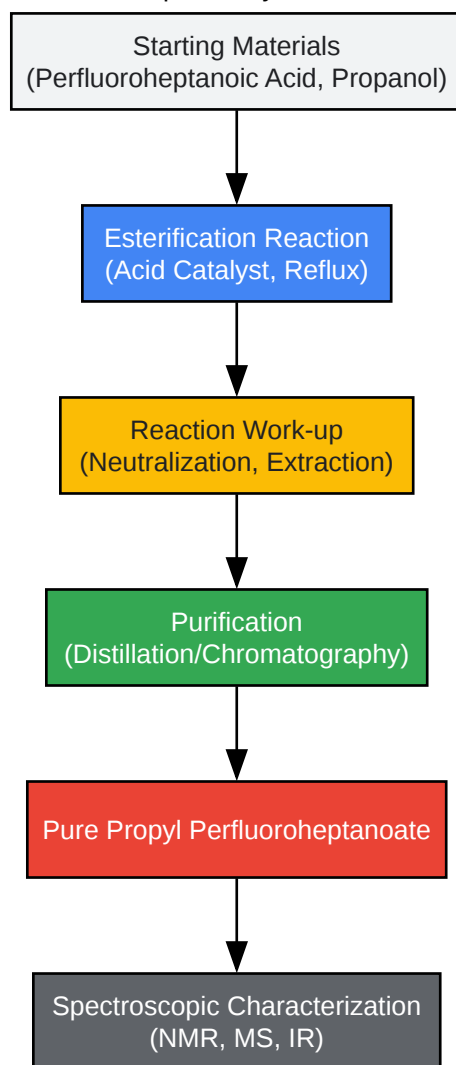 Starting Materials
(Perfluoroheptanoic Acid, Propanol)
Esterification Reaction
(Acid Catalyst, Reflux)
Reaction Work-up
(Neutralization, Extraction)
Purification
(Distillation/Chromatography)
Pure Propyl Perfluoroheptanoate
Spectroscopic Characterization
(NMR, MS, IR)